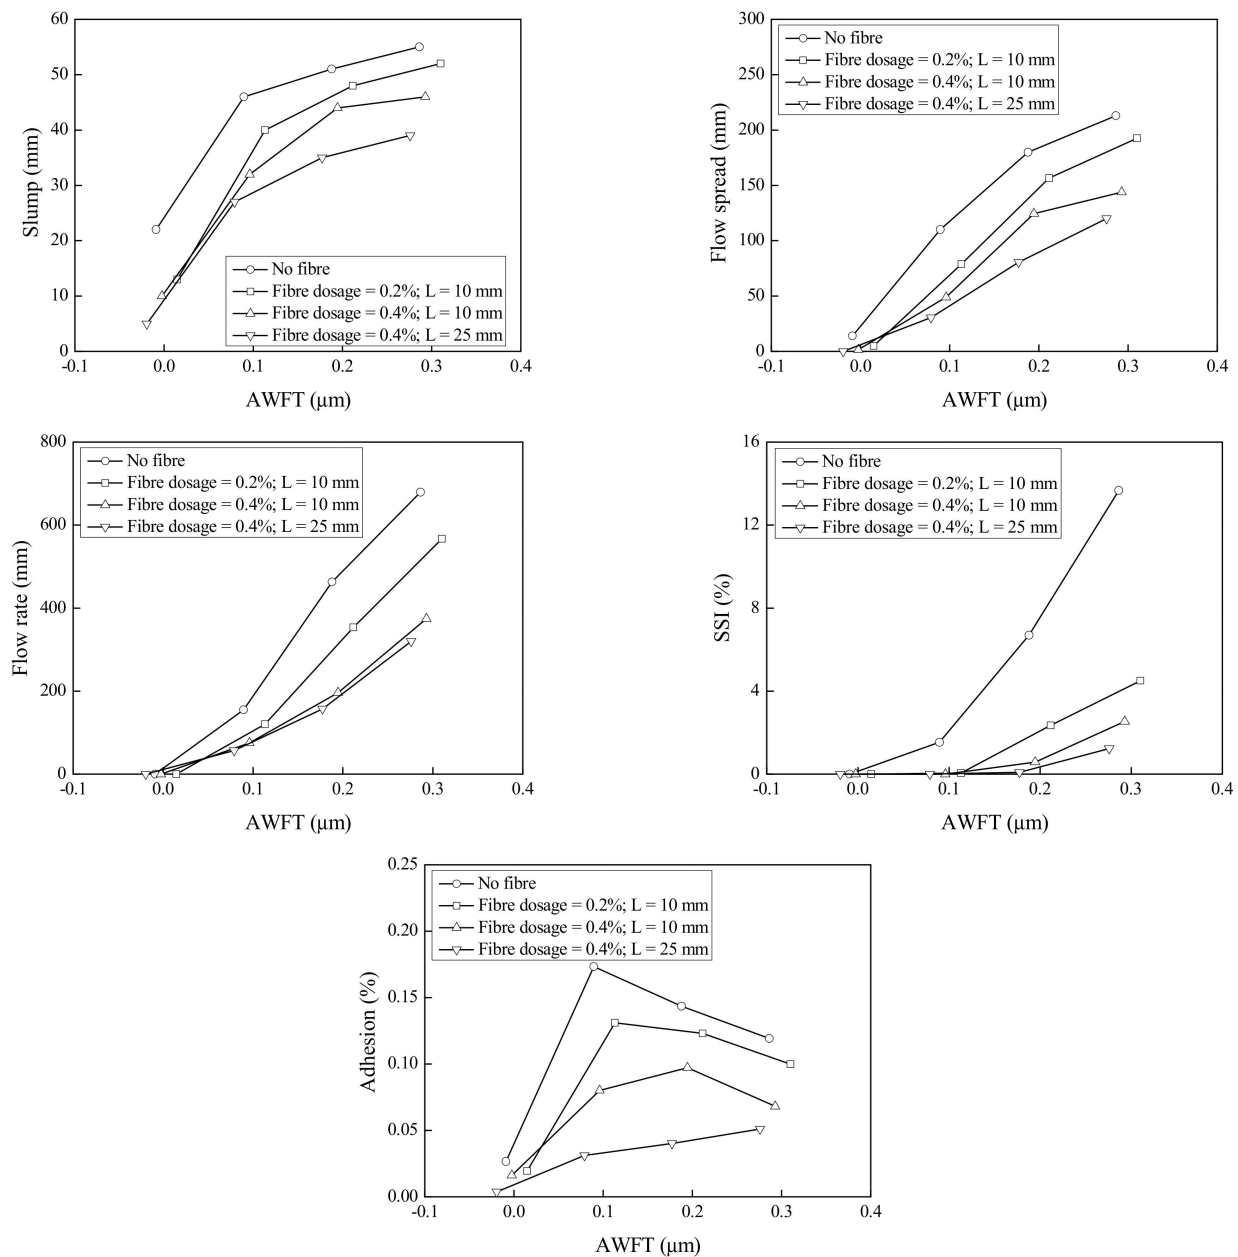 60
50
40
30
20
10
0
Slump (mm)
No fibre
Fibre dosage = 0.2%; L = 10 mm
Fibre dosage = 0.4%; L = 10 mm
Fibre dosage = 0.4%; L = 25 mm
-0.1 0.0 0.1 0.2 0.3 0.4
AWFT (μm)
300
250
200
150
100
50
0
Flow spread (mm)
No fibre
Fibre dosage = 0.2%; L = 10 mm
Fibre dosage = 0.4%; L = 10 mm
Fibre dosage = 0.4%; L = 25 mm
-0.1 0.0 0.1 0.2 0.3 0.4
AWFT (μm)
800
600
400
200
0
Flow rate (mm)
No fibre
Fibre dosage = 0.2%; L = 10 mm
Fibre dosage = 0.4%; L = 10 mm
Fibre dosage = 0.4%; L = 25 mm
-0.1 0.0 0.1 0.2 0.3 0.4
AWFT (μm)
16
12
8
4
0
SSI (%)
No fibre
Fibre dosage = 0.2%; L = 10 mm
Fibre dosage = 0.4%; L = 10 mm
Fibre dosage = 0.4%; L = 25 mm
-0.1 0.0 0.1 0.2 0.3 0.4
AWFT (μm)
0.25
0.20
0.15
0.10
0.05
0.00
Adhesion (%)
No fibre
Fibre dosage = 0.2%; L = 10 mm
Fibre dosage = 0.4%; L = 10 mm
Fibre dosage = 0.4%; L = 25 mm
-0.1 0.0 0.1 0.2 0.3 0.4
AWFT (μm)